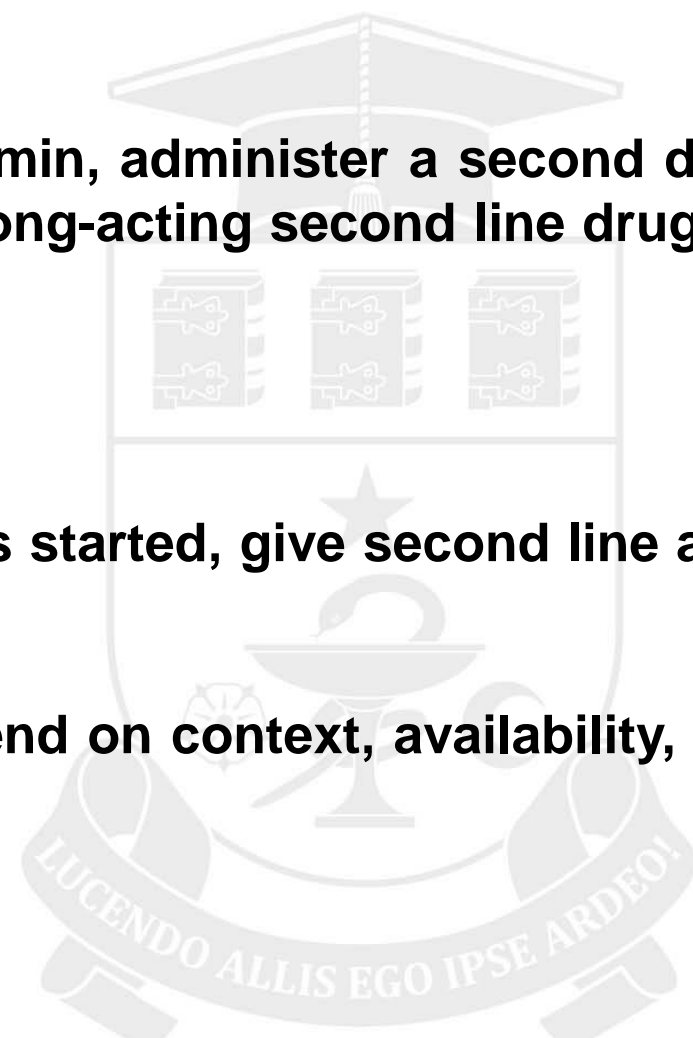 min, administer a second d
ong-acting second line drug
s started, give second line a
end on context, availability,
LUCENDO ALLIS EGO IPSE ARDEO!